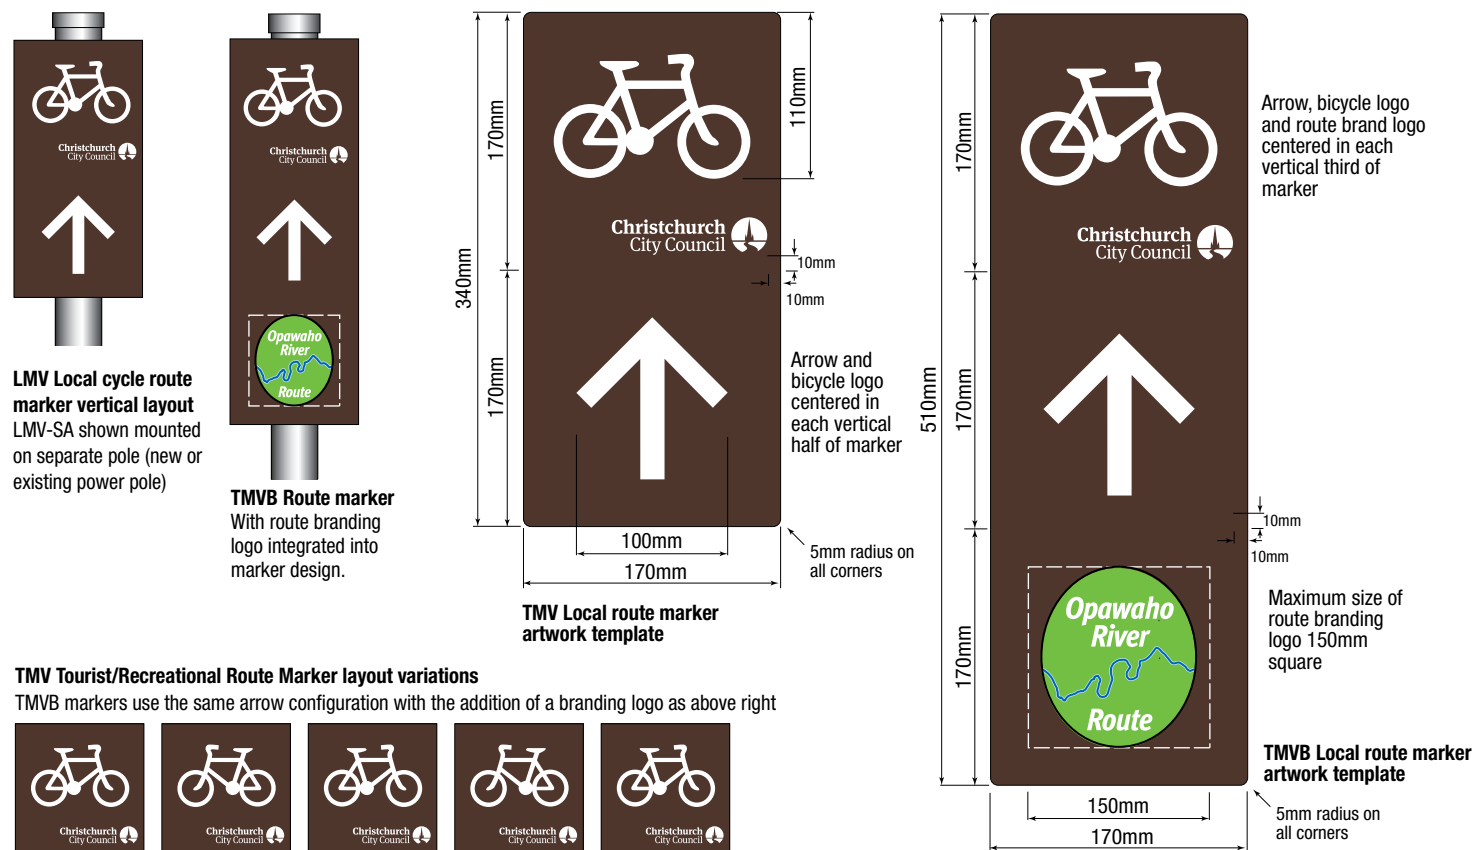 Christchurch
City Council
LMV Local cycle route
marker vertical layout
LMV-SA shown mounted
on separate pole (new or
existing power pole)
Christchurch
City Council
Opawaho
River
Route
TMVB Route marker
With route branding
logo integrated into
marker design.
340mm
170mm
170mm
110mm
Christchurch
City Council
10mm
10mm
Arrow and
bicycle logo
centered in
each vertical
half of marker
100mm
170mm
5mm radius on
all corners
TMV Local route marker
artwork template
510mm
170mm
170mm
170mm
Christchurch
City Council
Arrow, bicycle logo
and route brand logo
centered in each
vertical third of
marker
10mm
10mm
Opawaho
River
Route
Maximum size of
route branding
logo 150mm
square
150mm
170mm
TMVB Local route marker
artwork template
5mm radius on
all corners
TMV Tourist/Recreational Route Marker layout variations
TMVB markers use the same arrow configuration with the addition of a branding logo as above right
Christchurch
City Council
Christchurch
City Council
Christchurch
City Council
Christchurch
City Council
Christchurch
City Council